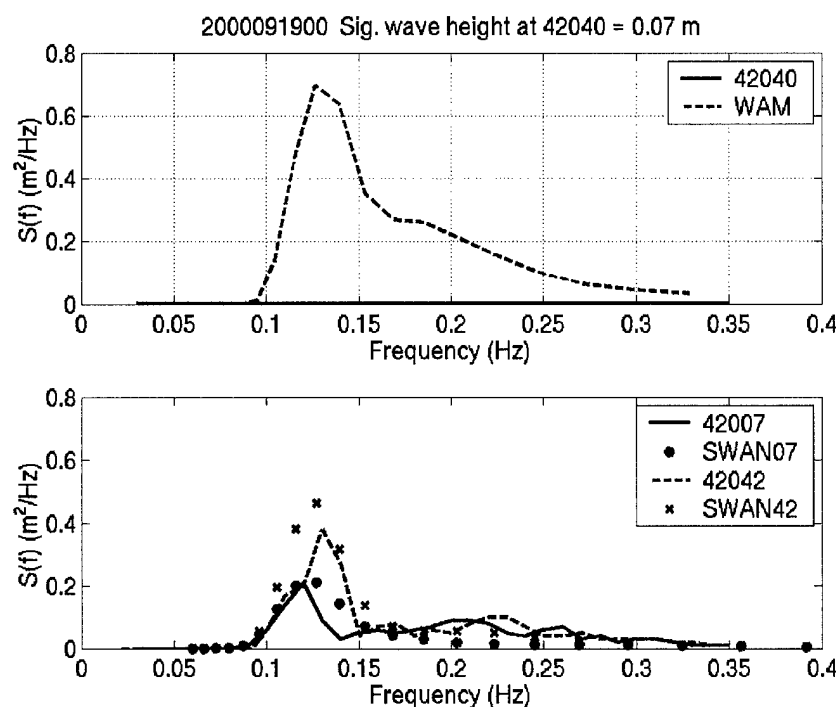 2000091900 Sig. wave height at 42040 = 0.07 m
0.8
0.6
0.4
0.2
0
S(f) (m²/Hz)
42040
WAM
0 0.05 0.1 0.15 0.2 0.25 0.3 0.35 0.4
Frequency (Hz)
0.8
0.6
0.4
0.2
0
S(f) (m²/Hz)
42007
SWAN07
42042
SWAN42
0 0.05 0.1 0.15 0.2 0.25 0.3 0.35 0.4
Frequency (Hz)